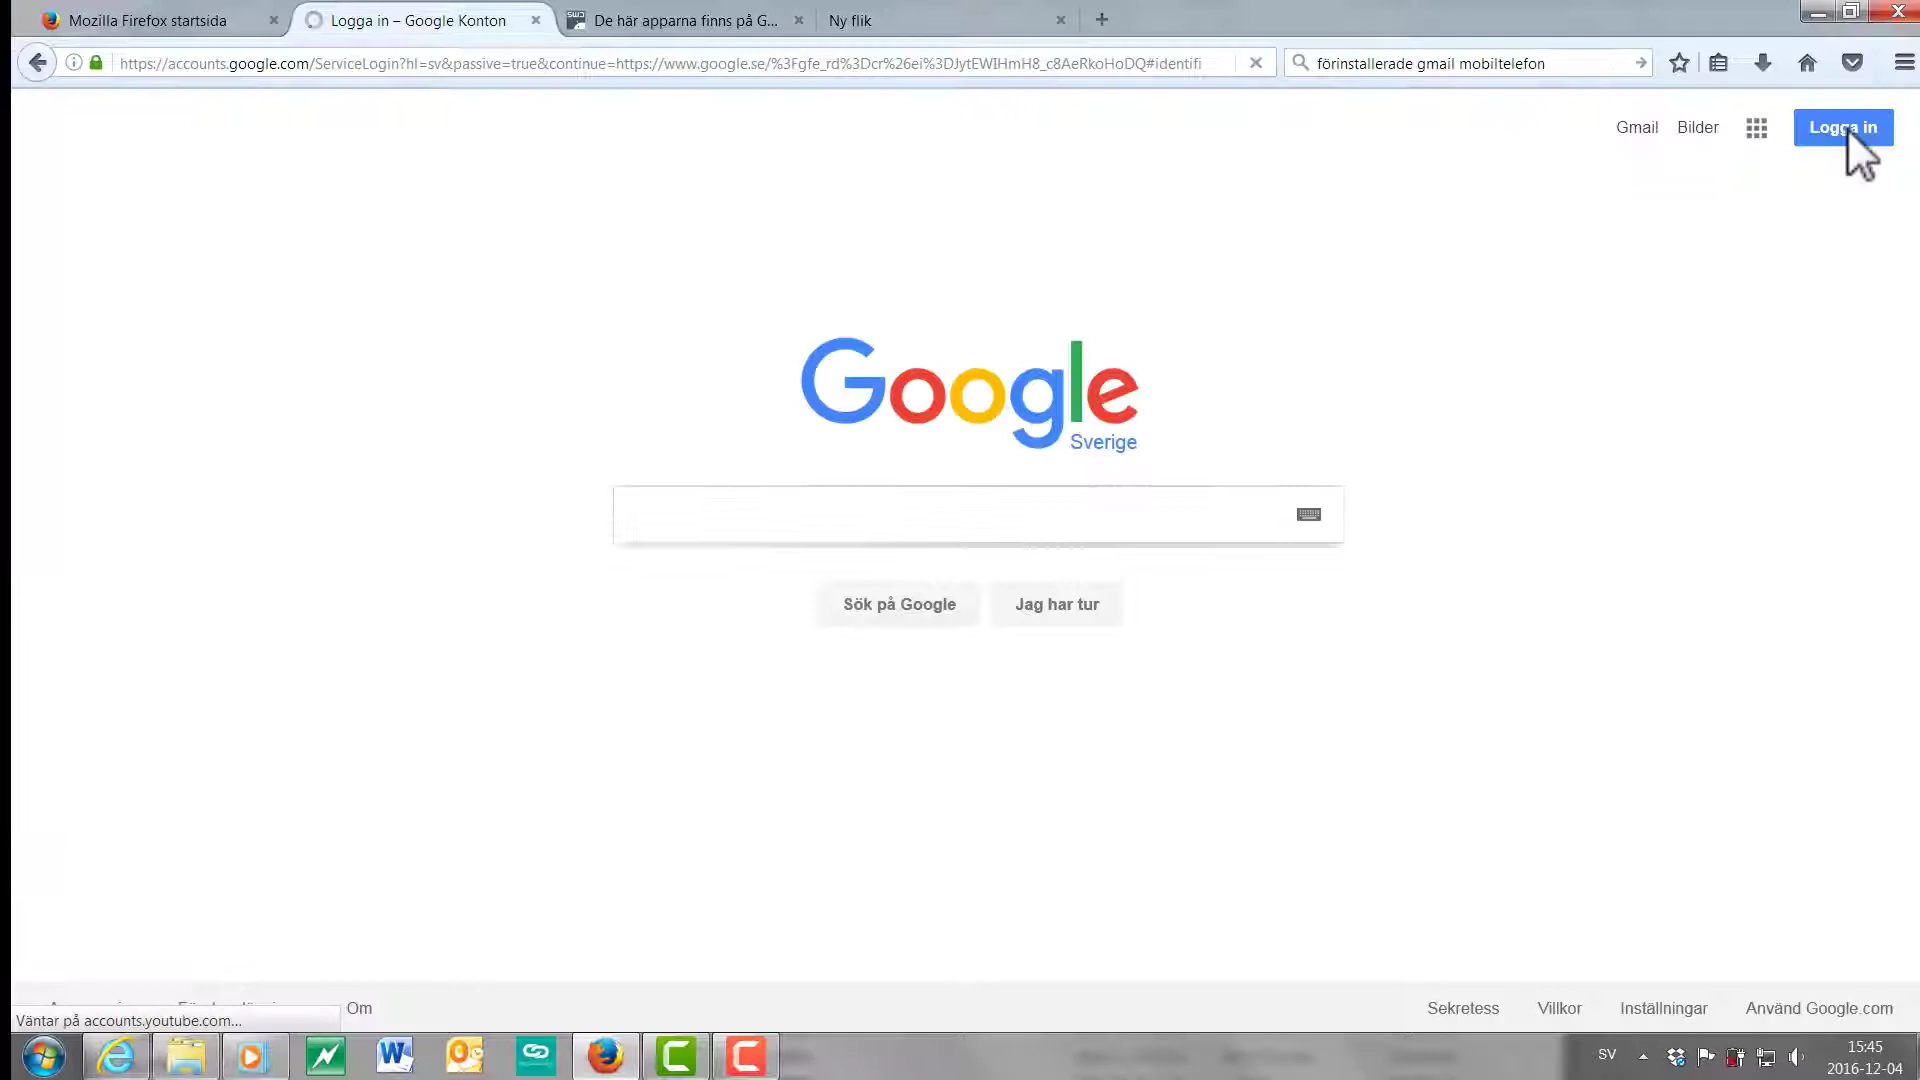 Mozilla Firefox startsida
Logga in – Google Konton
De här apparna finns på G...
Ny flik
https://accounts.google.com/ServiceLogin?hl=sv&passive=true&continue=https://www.google.se/%3Fgfe_rd%3Dcr%26ei%3DJytEWIHmH8_c8AeRkoHoDQ#identifi
förinstallerade gmail mobiltelefon
Gmail
Bilder
Logga in
Google
Sverige
Sök på Google
Jag har tur
Om
Sekretess
Villkor
Inställningar
Använd Google.com
Väntar på accounts.youtube.com...
SV
15:45
2016-12-04